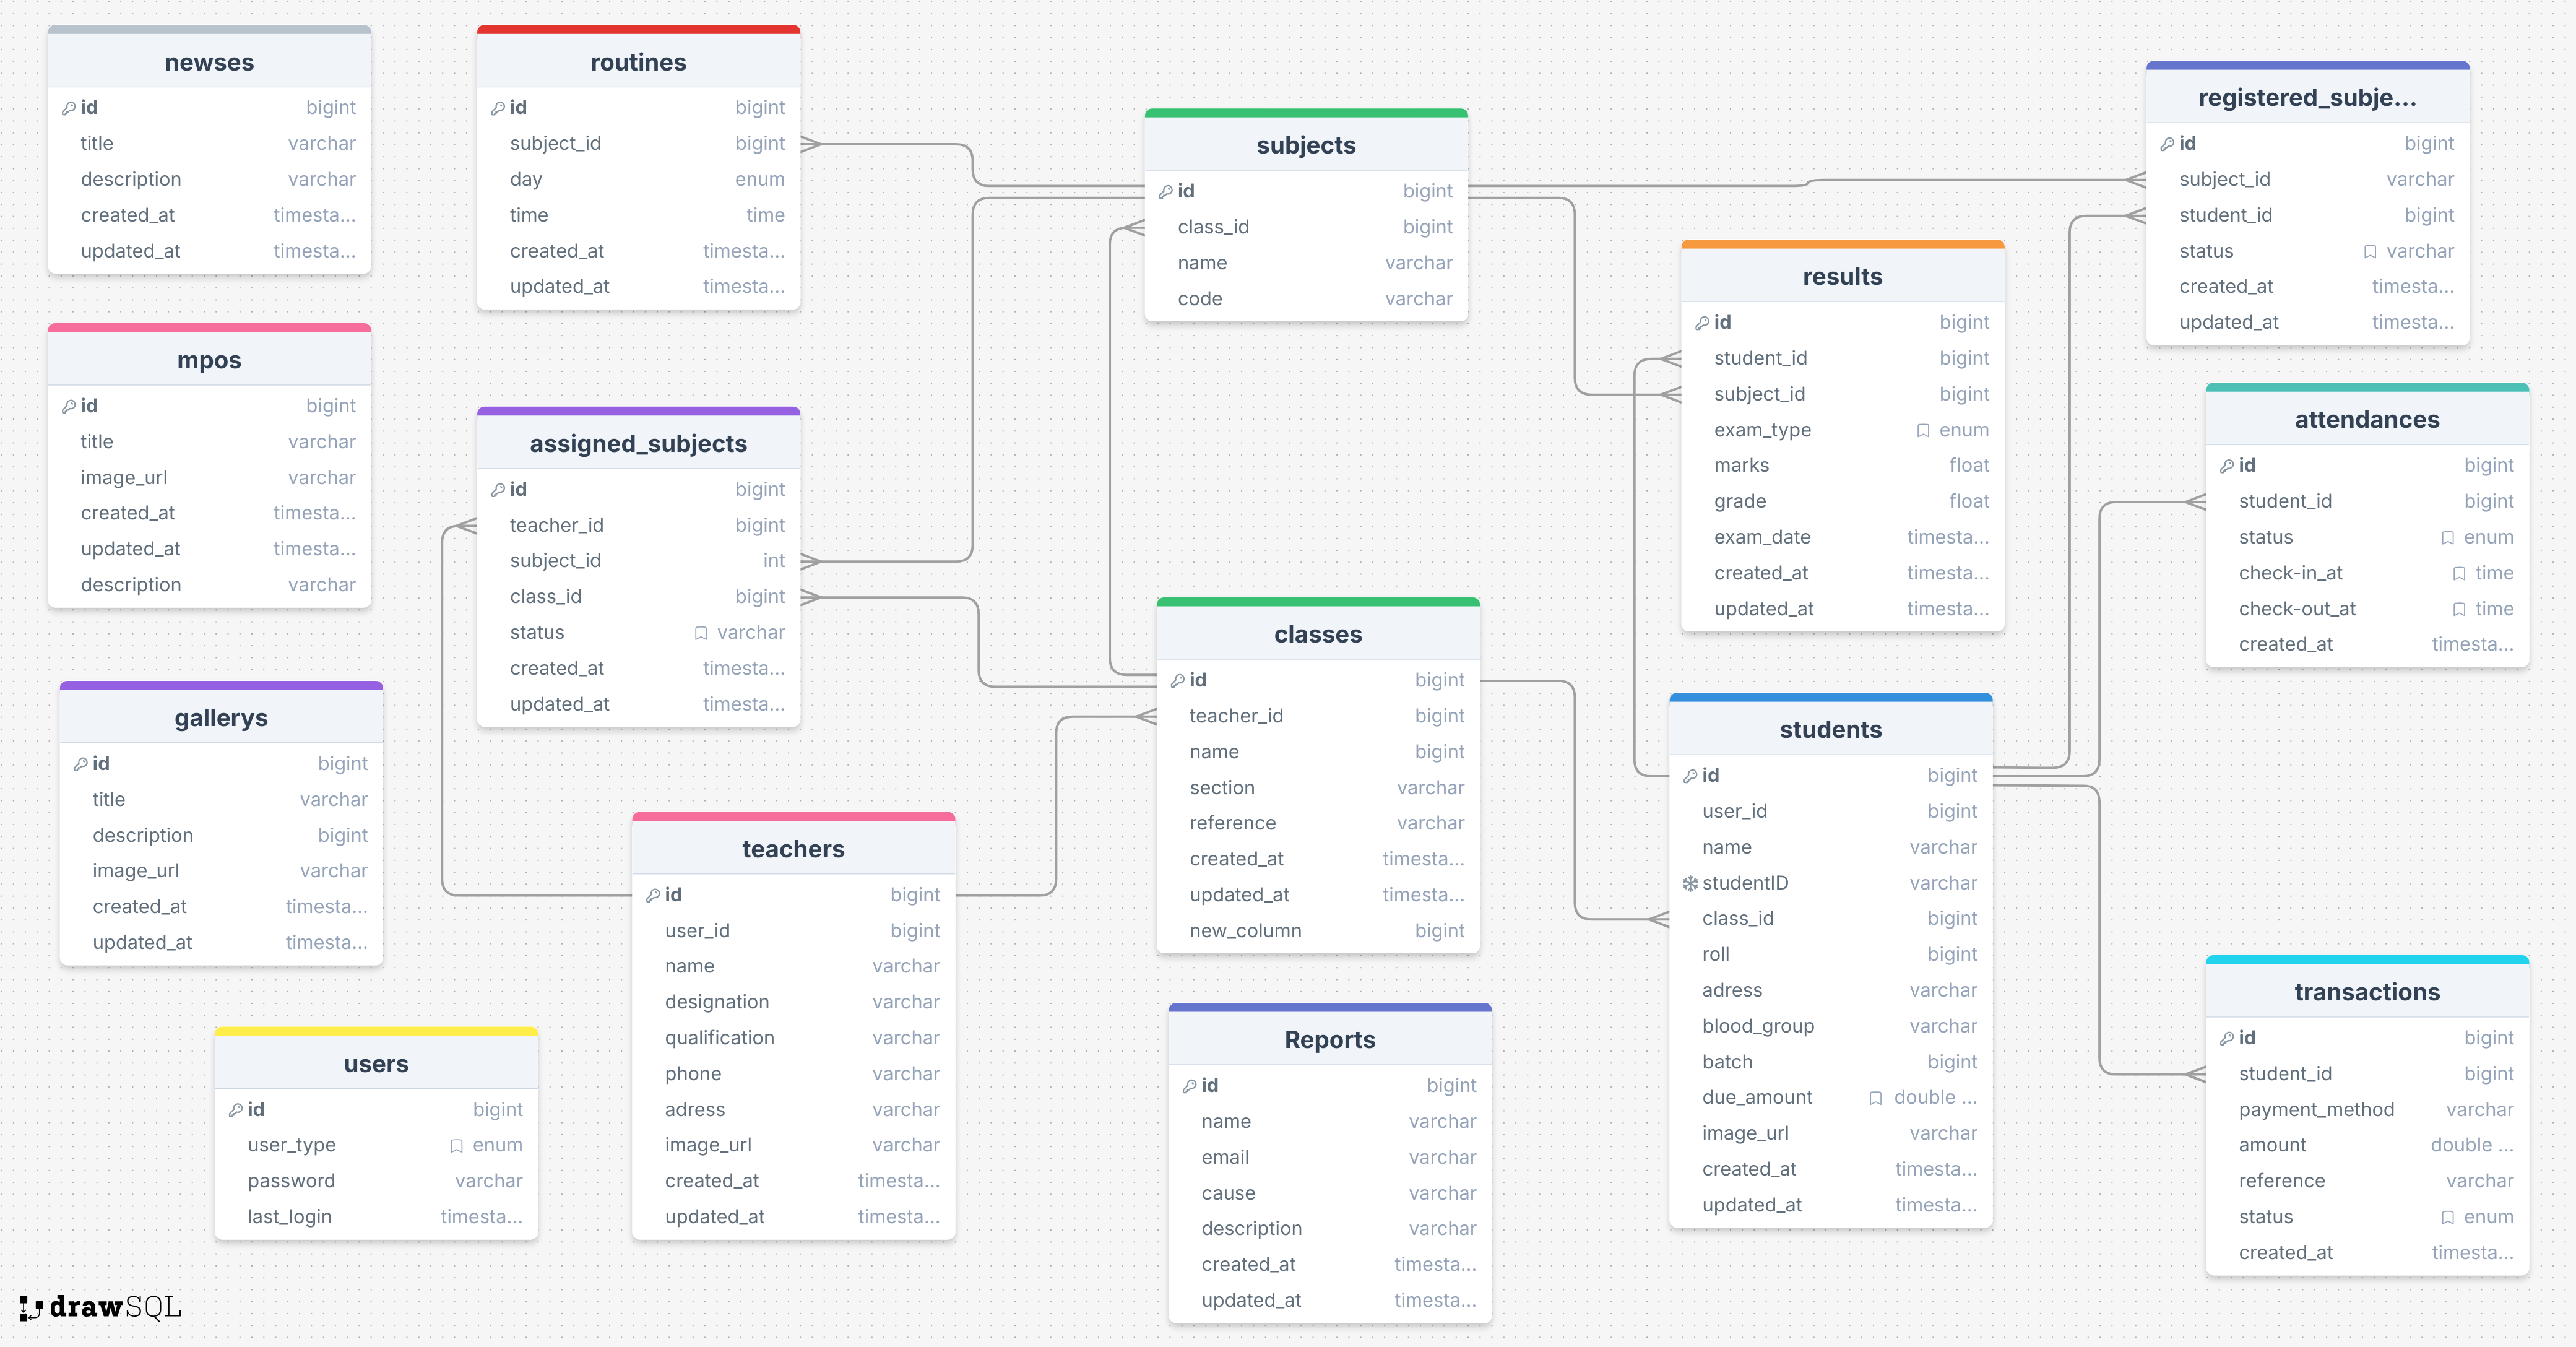 newses
id bigint
title varchar
description varchar
created_at timesta...
updated_at timesta...
routines
id bigint
subject_id bigint
day enum
time time
created_at timesta...
updated_at timesta...
subjects
id bigint
class_id bigint
name varchar
code varchar
registered_subje...
id bigint
subject_id varchar
student_id bigint
status varchar
created_at timesta...
updated_at timesta...
results
id bigint
student_id bigint
subject_id bigint
exam_type enum
marks float
grade float
exam_date timesta...
created_at timesta...
updated_at timesta...
mpos
id bigint
title varchar
image_url varchar
created_at timesta...
updated_at timesta...
description varchar
assigned_subjects
id bigint
teacher_id bigint
subject_id int
class_id bigint
status varchar
created_at timesta...
updated_at timesta...
attendances
id bigint
student_id bigint
status enum
check-in_at time
check-out_at time
created_at timesta...
classes
id bigint
teacher_id bigint
name bigint
section varchar
reference varchar
created_at timesta...
updated_at timesta...
new_column bigint
gallerys
id bigint
title varchar
description bigint
image_url varchar
created_at timesta...
updated_at timesta...
students
id bigint
user_id bigint
name varchar
studentID varchar
class_id bigint
roll bigint
adress varchar
blood_group varchar
batch bigint
due_amount double ...
image_url varchar
created_at timesta...
updated_at timesta...
teachers
id bigint
user_id bigint
name varchar
designation varchar
qualification varchar
phone varchar
adress varchar
image_url varchar
created_at timesta...
updated_at timesta...
transactions
id bigint
student_id bigint
payment_method varchar
amount double ...
reference varchar
status enum
created_at timesta...
Reports
id bigint
name varchar
email varchar
cause varchar
description varchar
created_at timesta...
updated_at timesta...
users
id bigint
user_type enum
password varchar
last_login timesta...
drawSQL